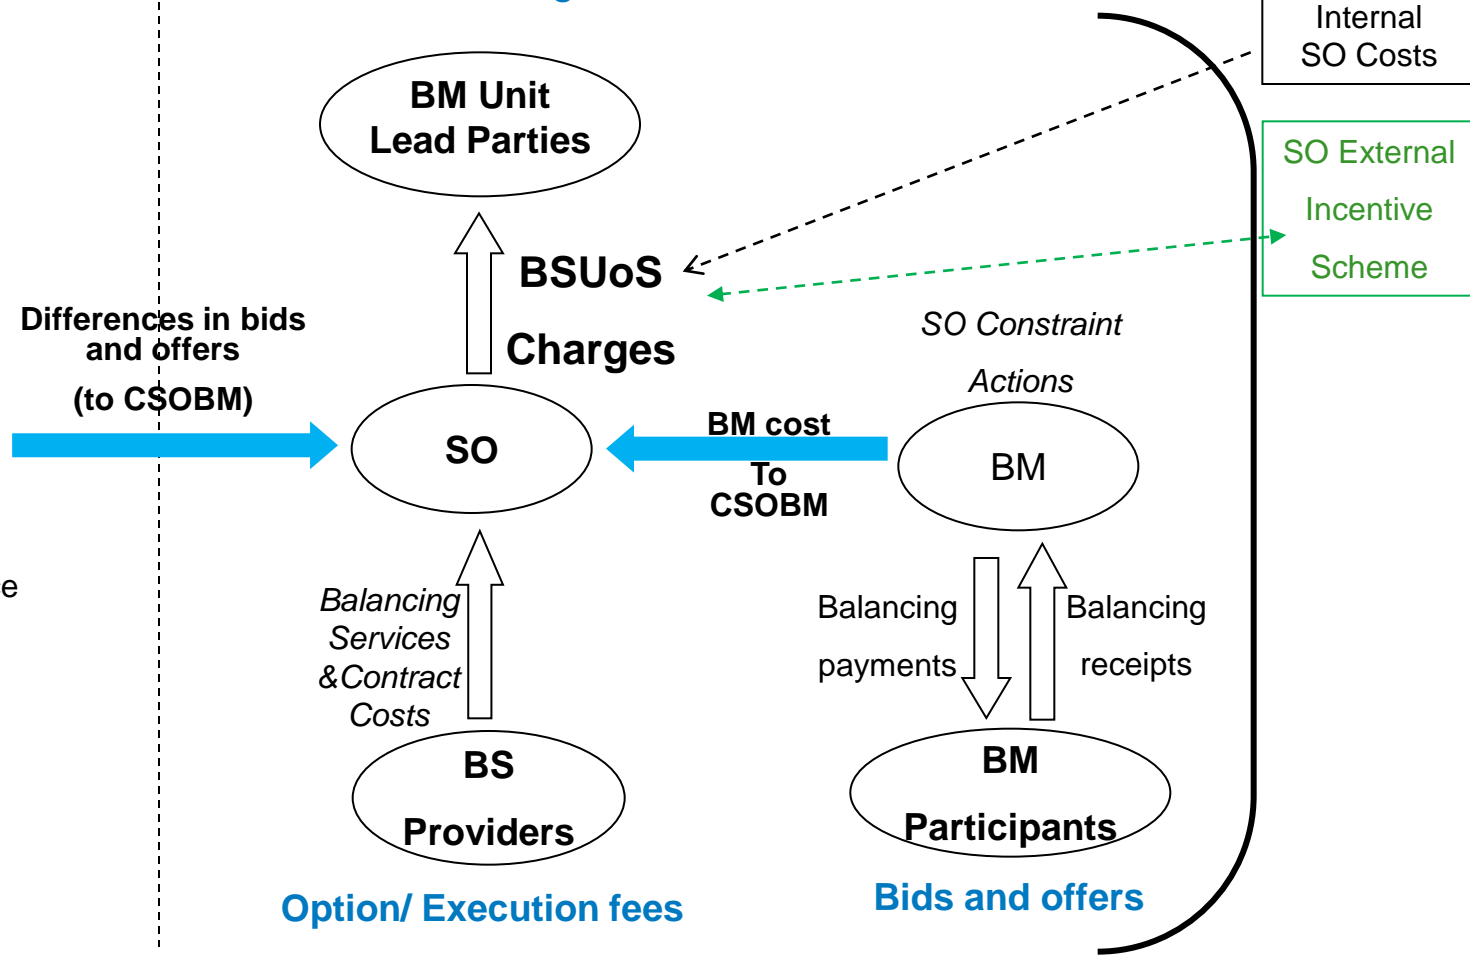 Internal
SO Costs
BM Unit
Lead Parties
SO External
Incentive
Scheme
BSUoS
Charges
Differences in bids
and offers
(to CSOBM)
SO Constraint
Actions
SO
BM cost
To
CSOBM
BM
Balancing
Services
&Contract
Costs
Balancing
payments
Balancing
receipts
BS
Providers
BM
Participants
Option/ Execution fees
Bids and offers